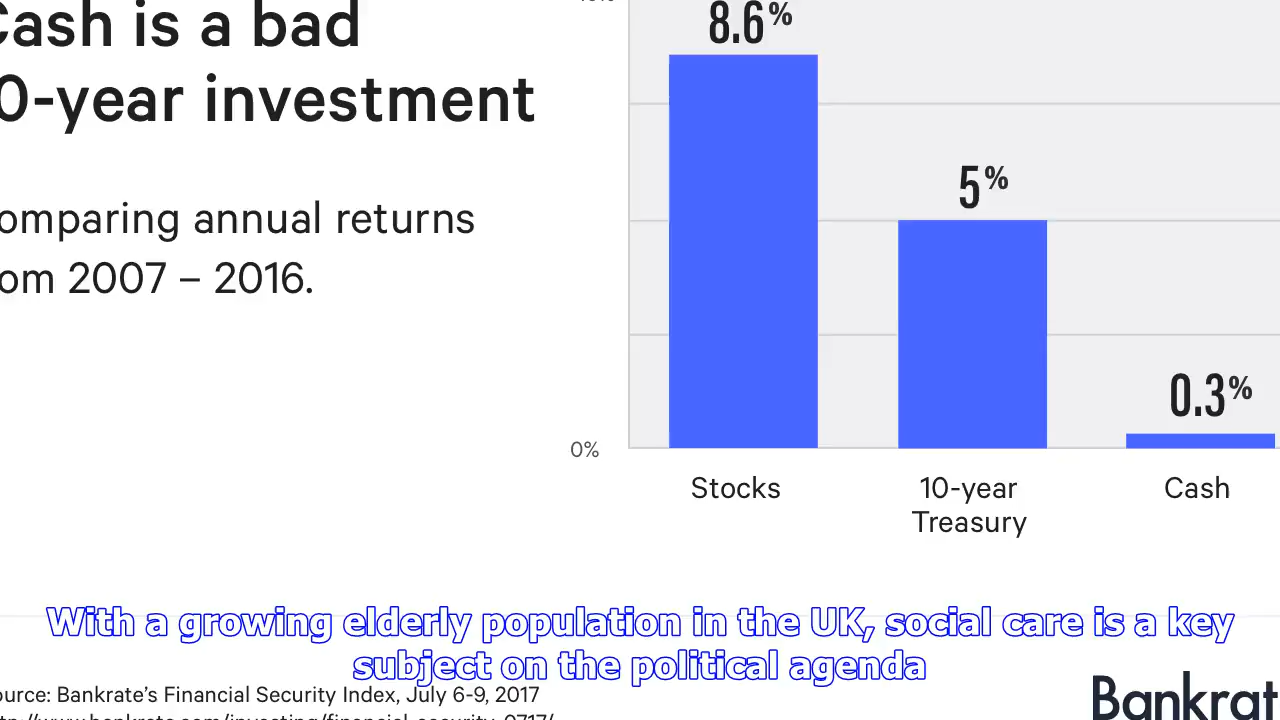 Cash is a bad
0-year investment
omparing annual returns
om 2007 – 2016.
8.6%
5%
0.3%
0%
Stocks
10-year
Treasury
Cash
With a growing elderly population in the UK, social care is a key
subject on the political agenda
ource: Bankrate’s Financial Security Index, July 6-9, 2017
Bankrat